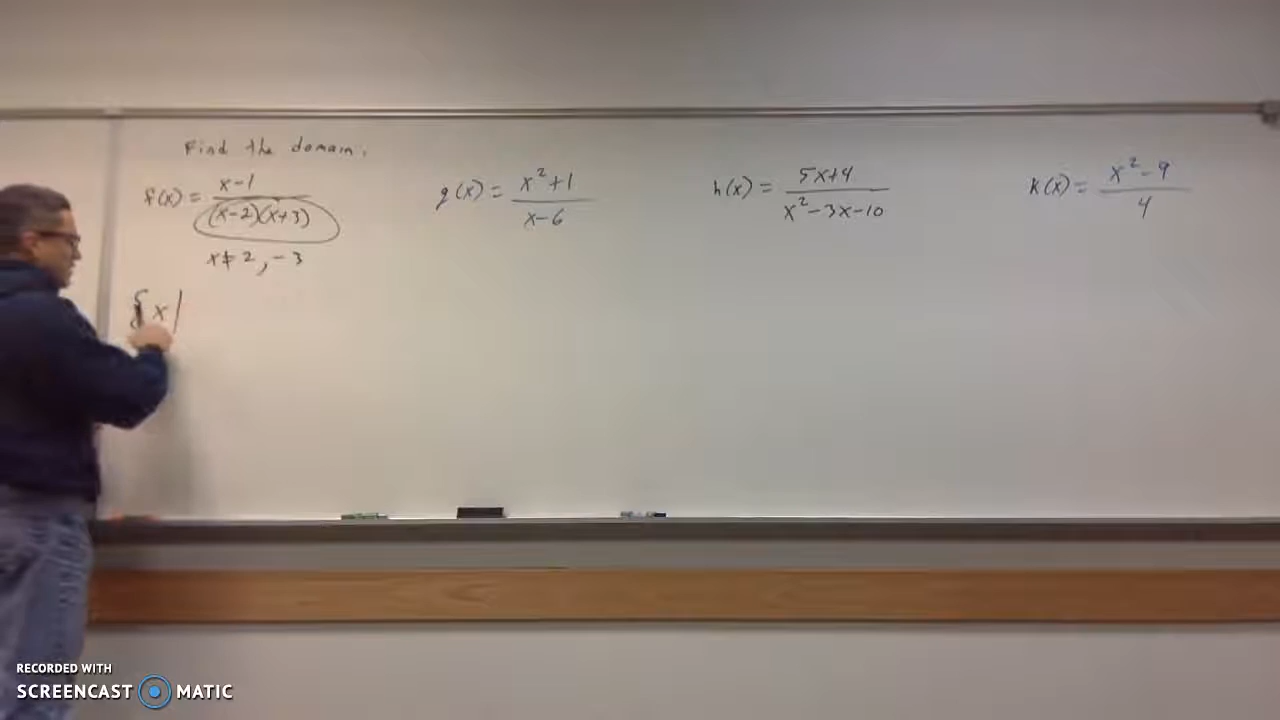 Find the domain.
f(x) = x-1 / (x-2)(x+3)
x ≠ 2, -3
{x|
g(x) = x²+1 / x-6
h(x) = 5x+4 / x²-3x-10
k(x) = x²-9 / 4
RECORDED WITH
SCREENCAST MATIC